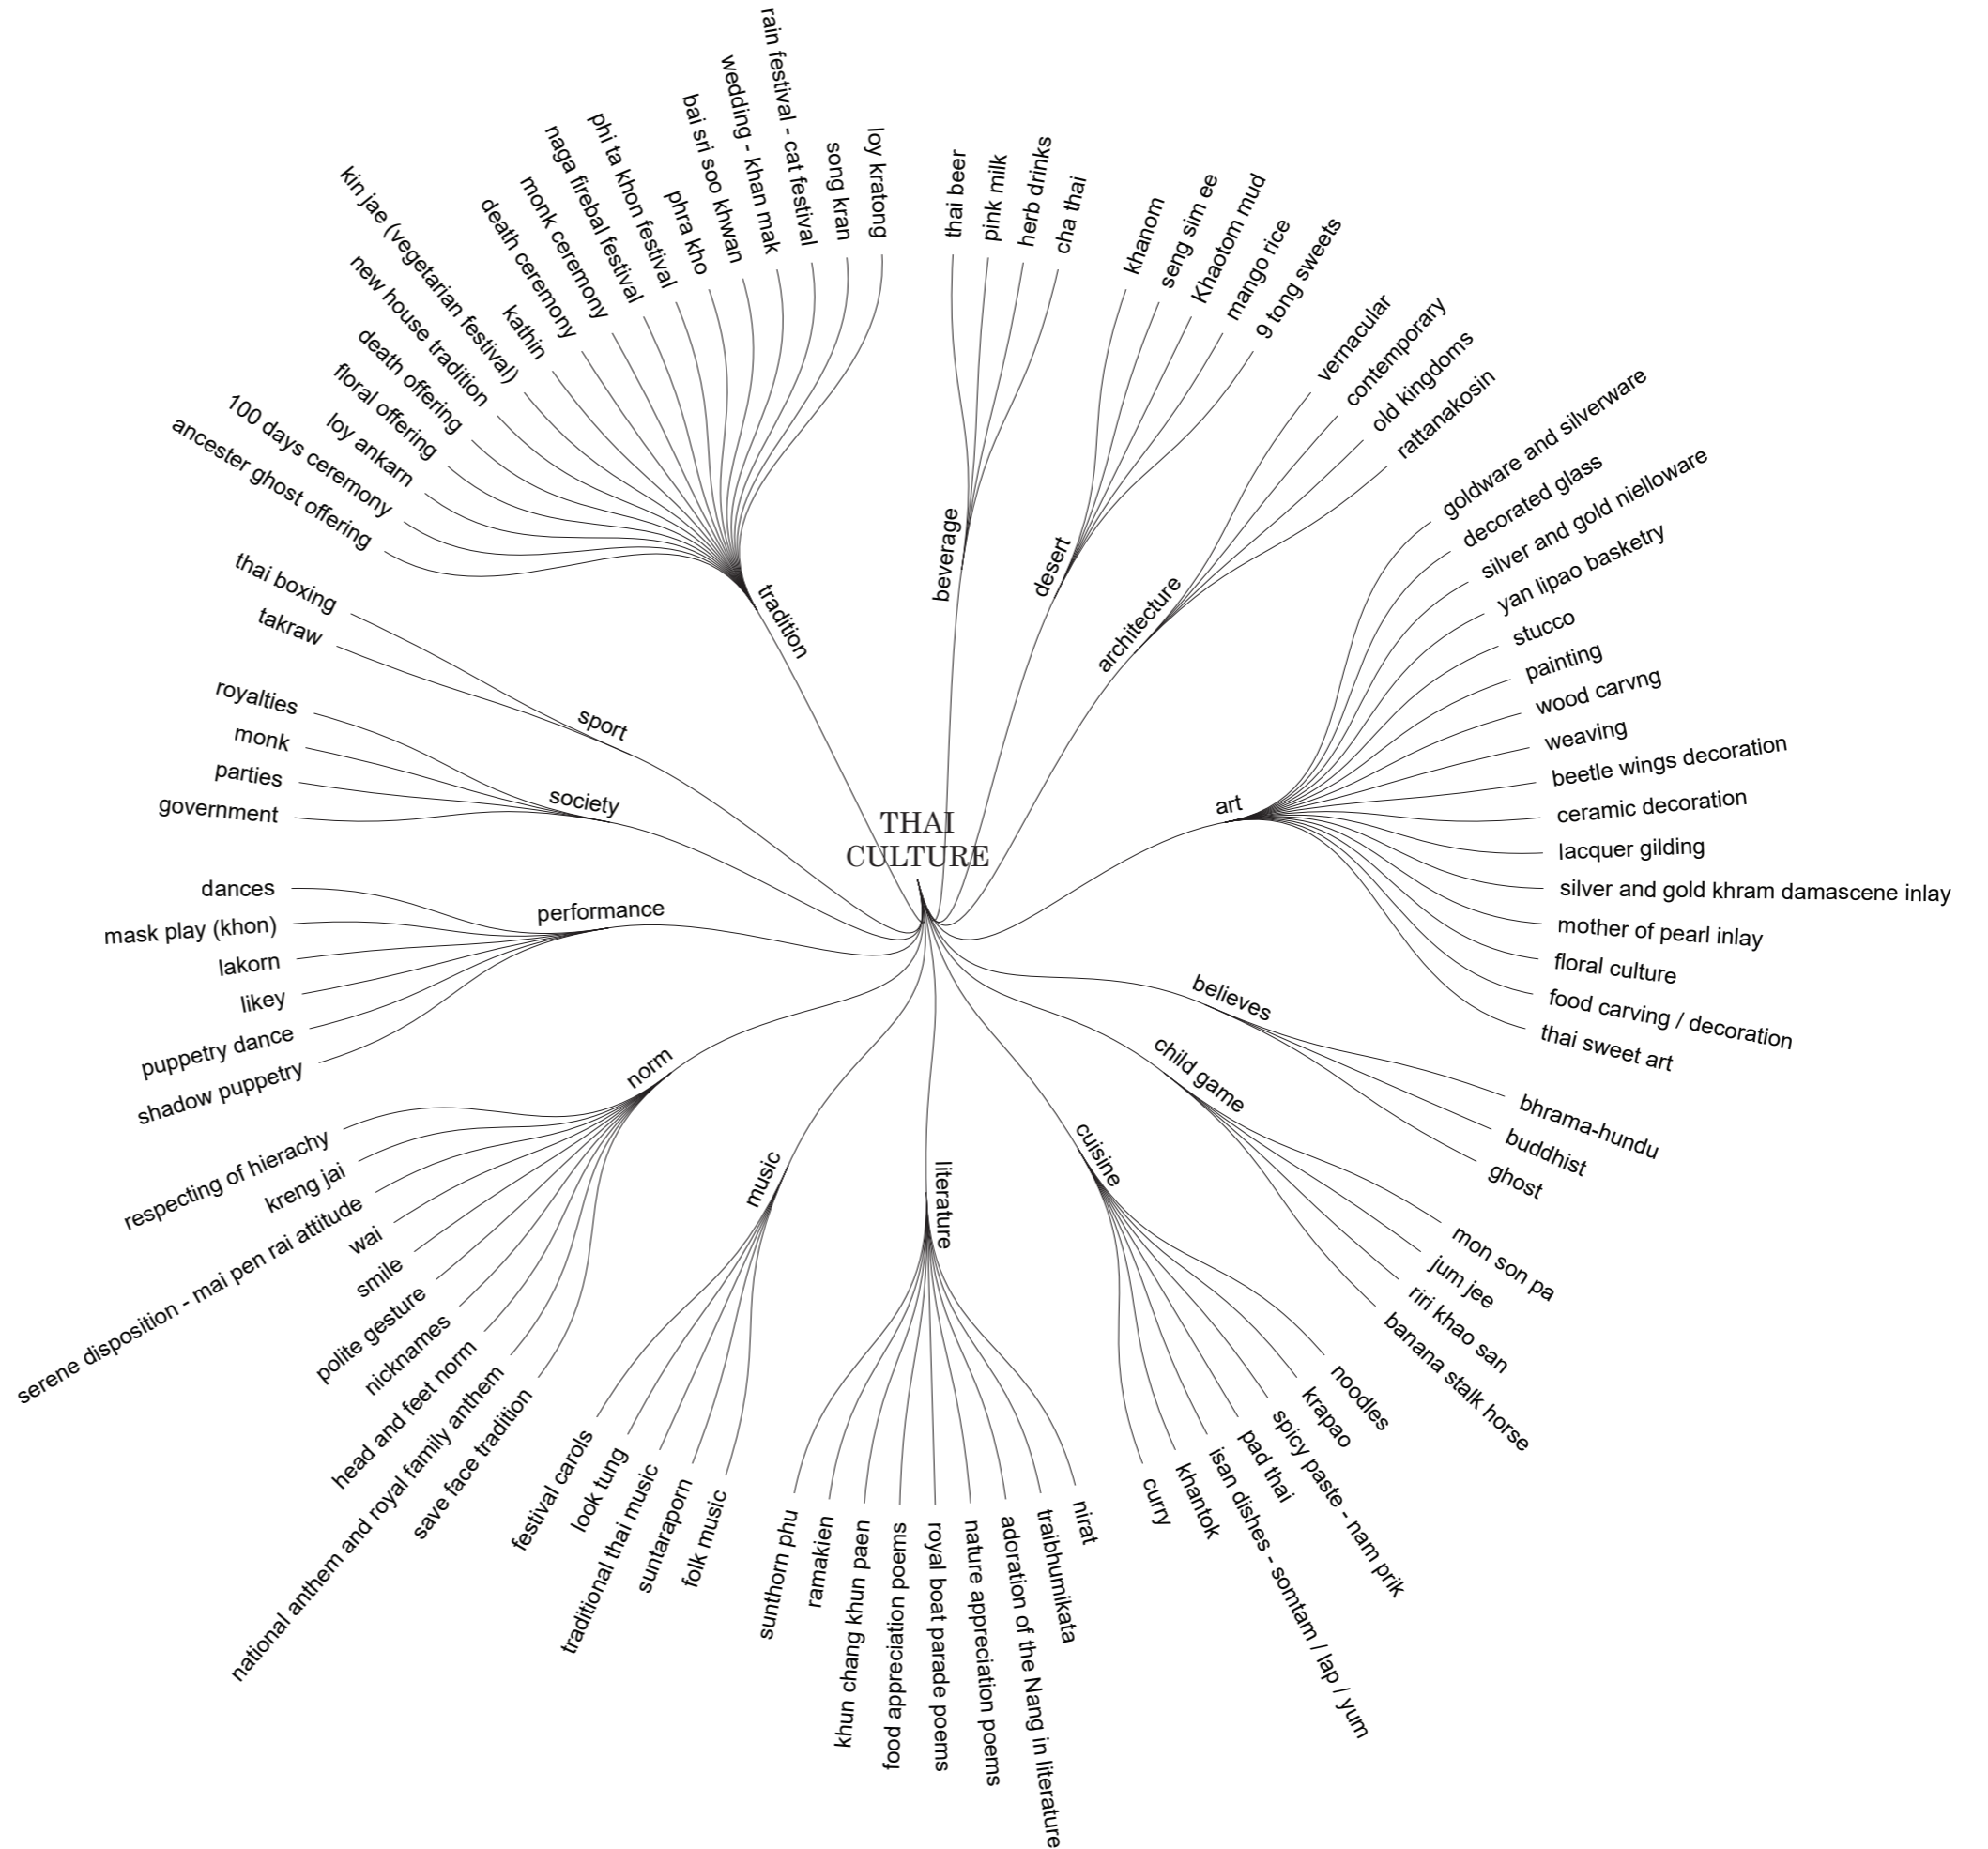 THAI
CULTURE
beverage
thai beer
pink milk
herb drinks
cha thai
desert
khanom
seng sim ee
Khaotom mud
mango rice
9 tong sweets
architecture
vernacular
contemporary
old kingdoms
rattanakosin
art
goldware and silverware
decorated glass
silver and gold nielloware
yan lipao basketry
stucco
painting
wood carvng
weaving
beetle wings decoration
ceramic decoration
lacquer gilding
silver and gold khram damascene inlay
mother of pearl inlay
floral culture
food carving / decoration
thai sweet art
believes
bhrama-hundu
buddhist
ghost
child game
mon son pa
jum jee
riri khao san
banana stalk horse
cuisine
noodles
krapao
spicy paste - nam prik
pad thai
isan dishes - somtam / lap / yum
khantok
curry
literature
nirat
traibhumikata
adoration of the Nang in literature
nature appreciation poems
royal boat parade poems
food appreciation poems
khun chang khun paen
ramakien
sunthorn phu
music
folk music
suntaraporn
traditional thai music
look tung
festival carols
norm
save face tradition
national anthem and royal family anthem
head and feet norm
nicknames
polite gesture
smile
wai
serene disposition - mai pen rai attitude
kreng jai
respecting of hierachy
performance
shadow puppetry
puppetry dance
likey
lakorn
mask play (khon)
dances
society
government
parties
monk
royalties
sport
takraw
thai boxing
tradition
ancester ghost offering
100 days ceremony
loy ankarn
floral offering
death offering
new house tradition
kin jae (vegetarian festival)
kathin
death ceremony
monk ceremony
naga firebal festival
phi ta khon festival
phra kho
bai sri soo khwan
wedding - khan mak
rain festival - cat festival
song kran
loy kratong